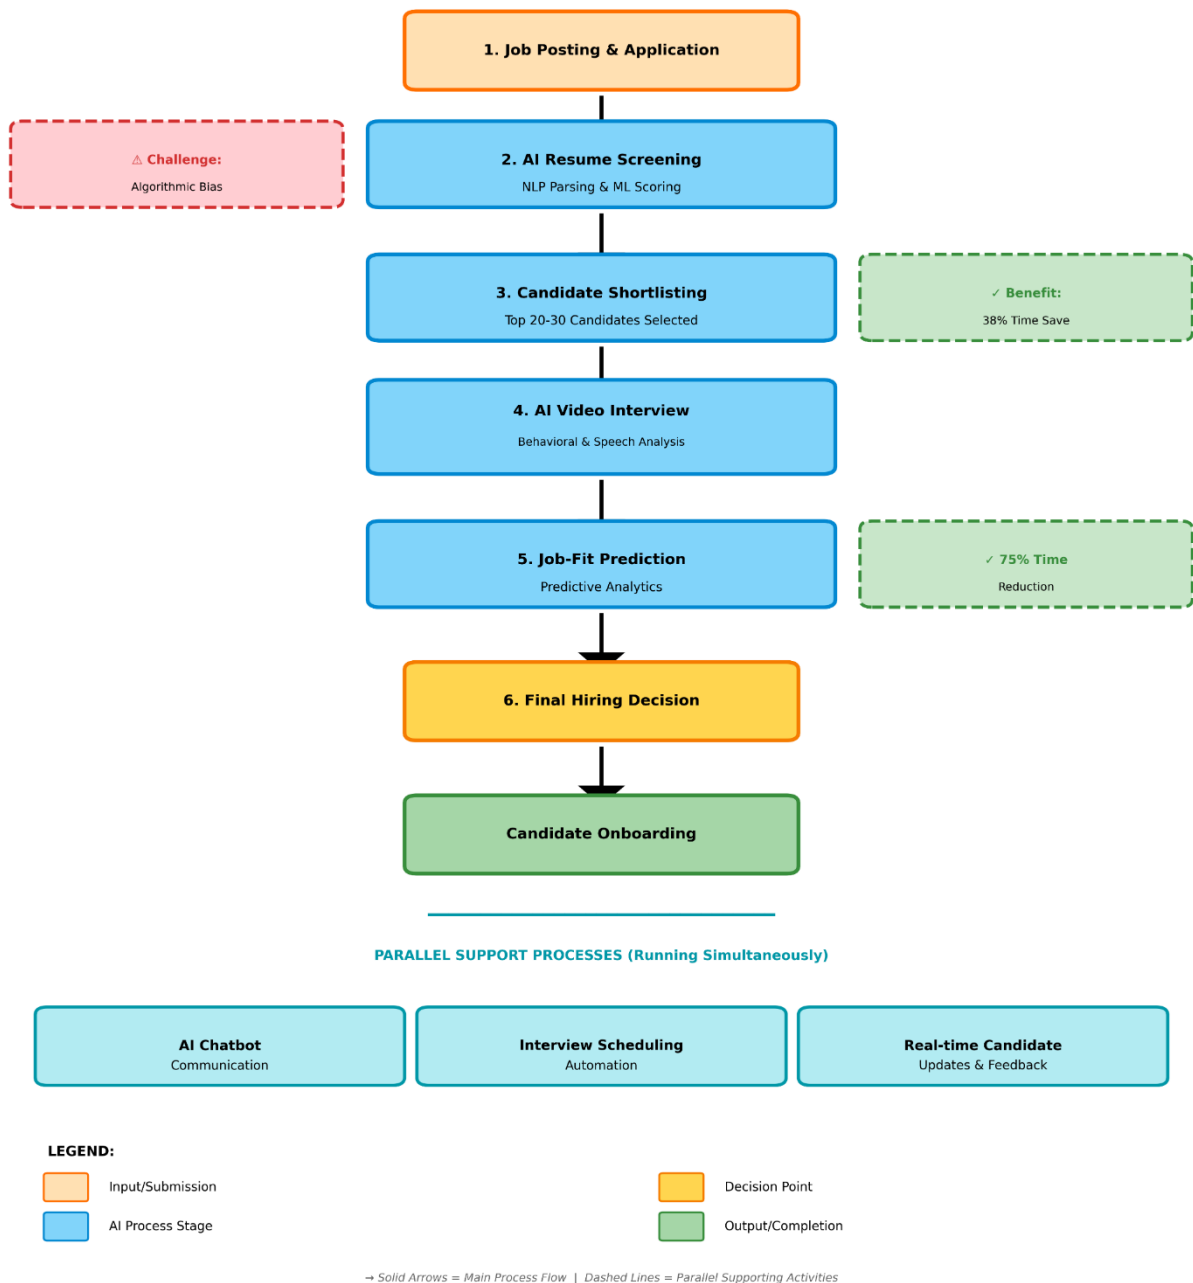 1. Job Posting & Application
⚠ Challenge:
Algorithmic Bias
2. AI Resume Screening
NLP Parsing & ML Scoring
3. Candidate Shortlisting
Top 20-30 Candidates Selected
✓ Benefit:
38% Time Save
4. AI Video Interview
Behavioral & Speech Analysis
5. Job-Fit Prediction
Predictive Analytics
✓ 75% Time
Reduction
6. Final Hiring Decision
Candidate Onboarding
PARALLEL SUPPORT PROCESSES (Running Simultaneously)
AI Chatbot
Communication
Interview Scheduling
Automation
Real-time Candidate
Updates & Feedback
LEGEND:
Input/Submission
Decision Point
AI Process Stage
Output/Completion
→ Solid Arrows = Main Process Flow | Dashed Lines = Parallel Supporting Activities